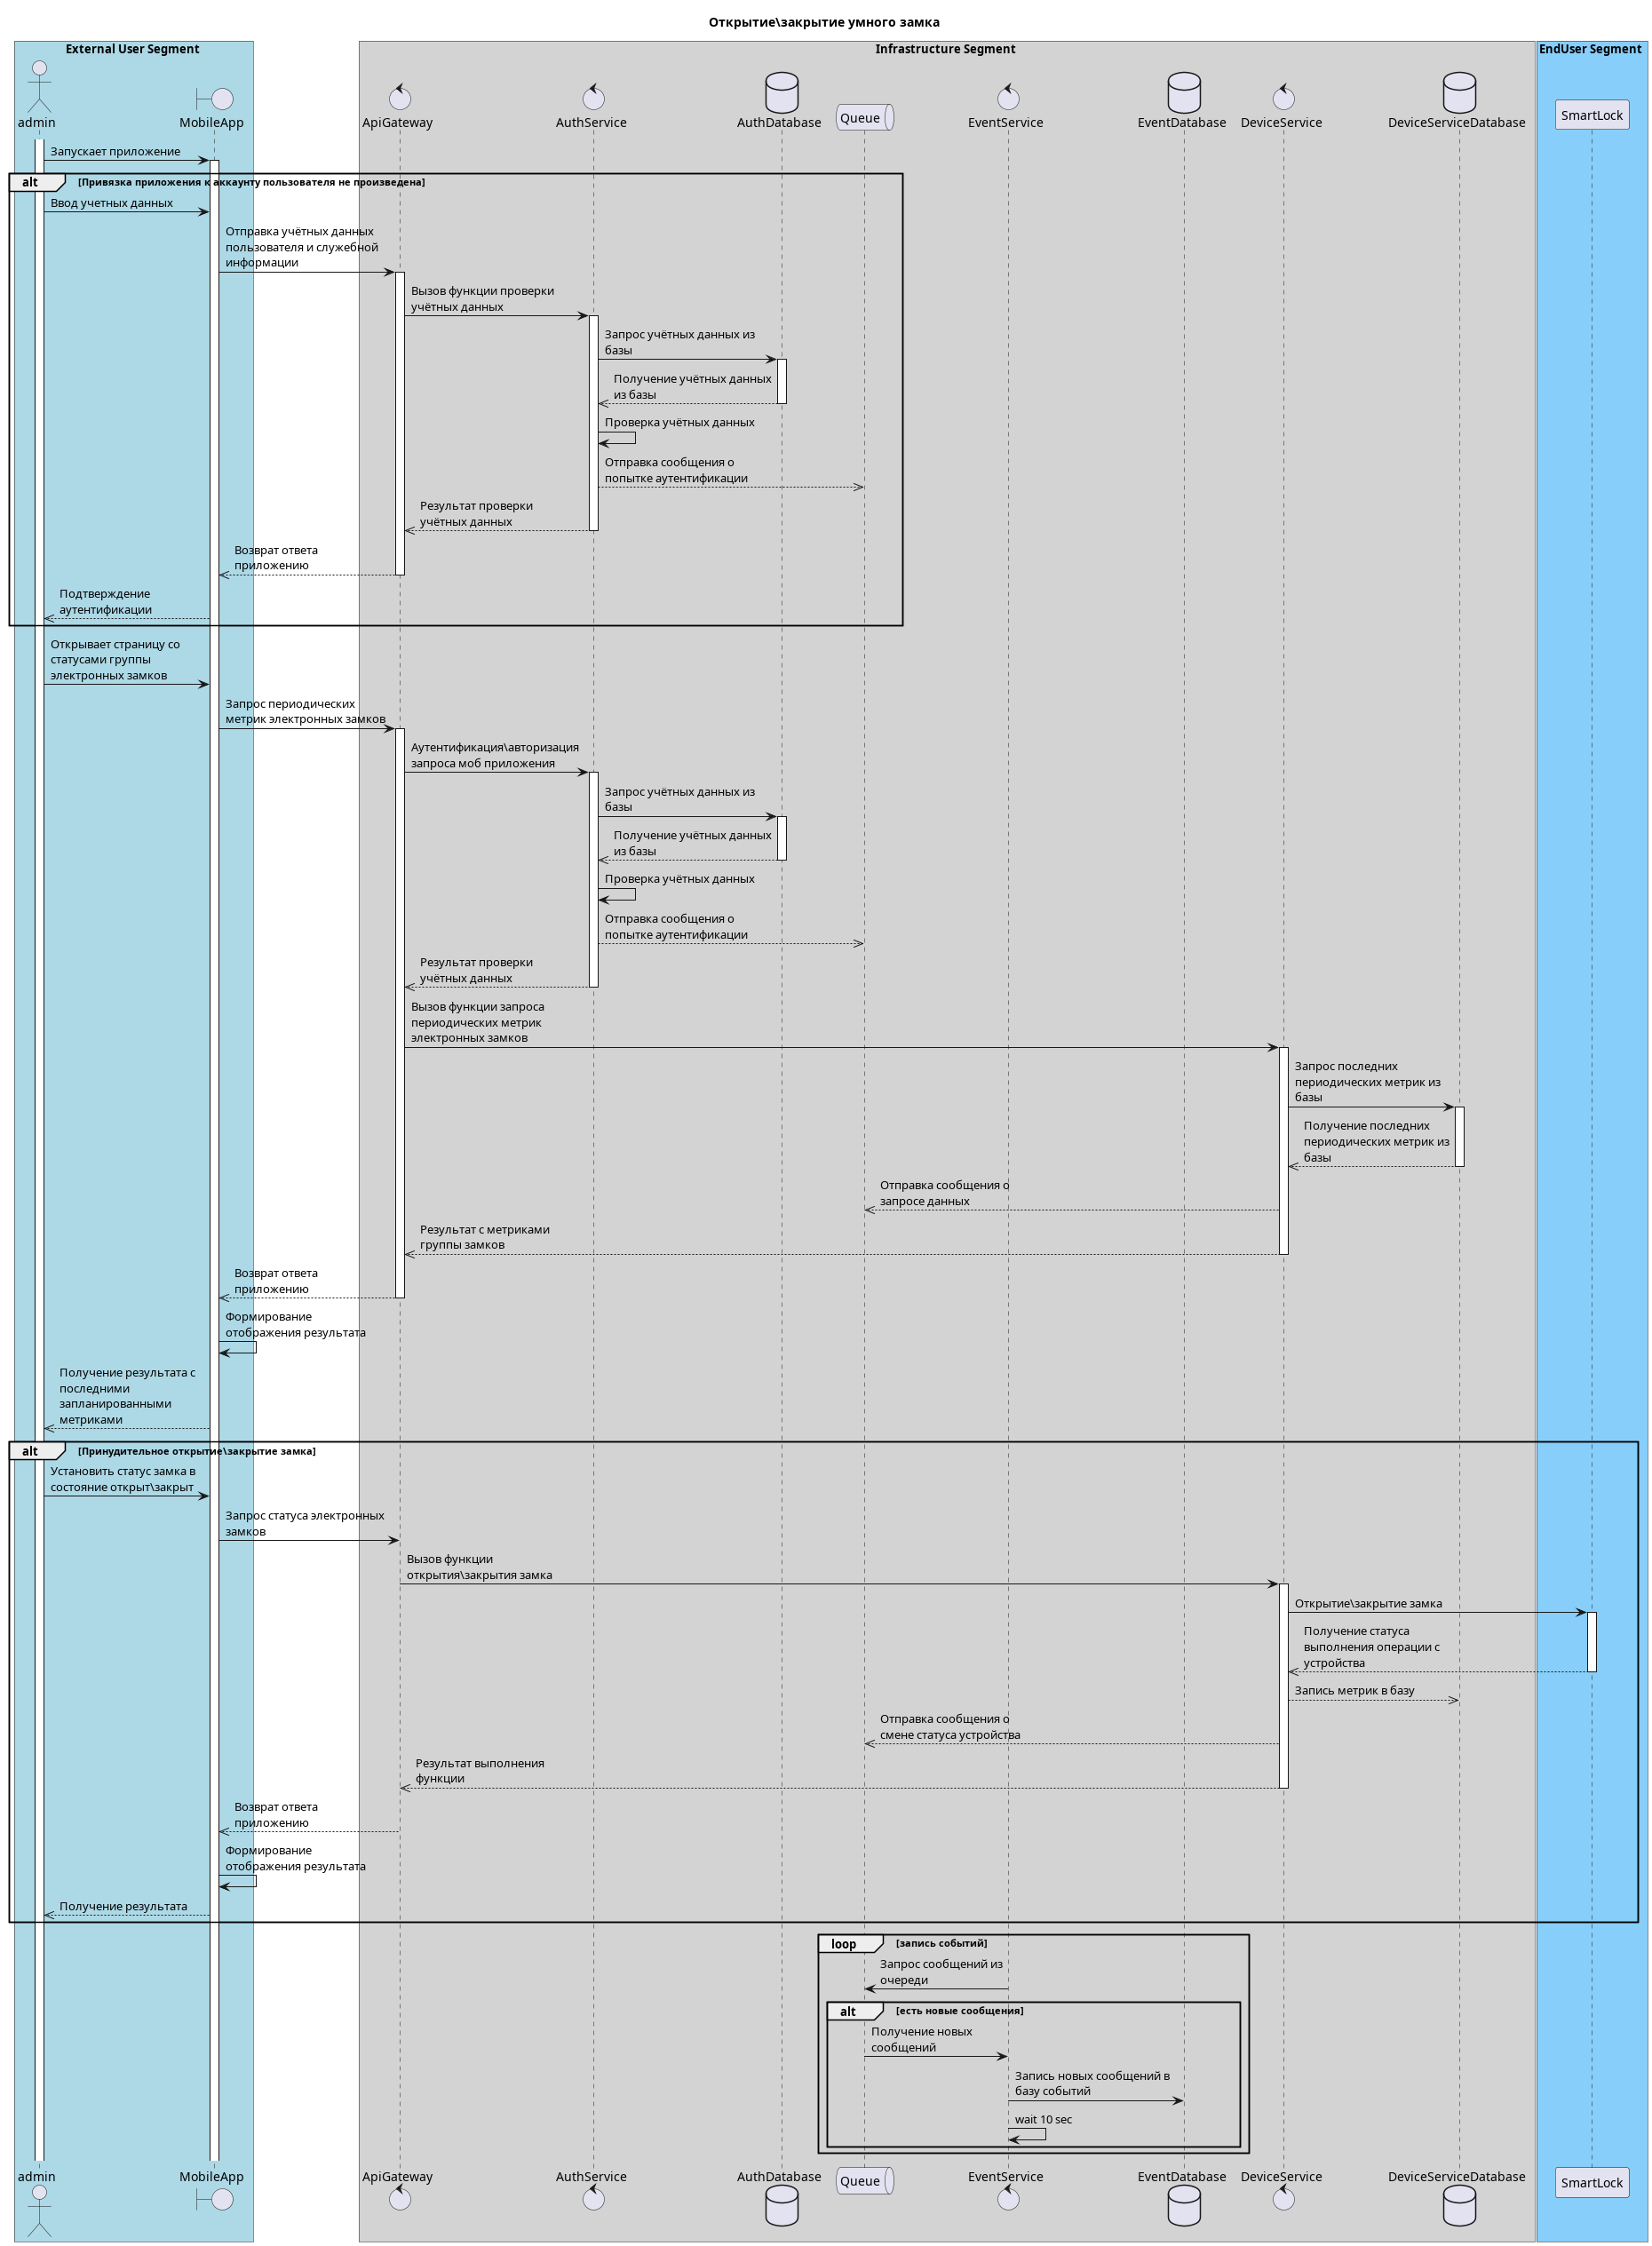 Открытие\закрытие умного замка
External User Segment
Infrastructure Segment
EndUser Segment
admin
MobileApp
ApiGateway
AuthService
AuthDatabase
Queue
EventService
EventDatabase
DeviceService
DeviceServiceDatabase
SmartLock
Запускает приложение
alt
[Привязка приложения к аккаунту пользователя не произведена]
Ввод учетных данных
Отправка учётных данных
пользователя и служебной
информации
Вызов функции проверки
учётных данных
Запрос учётных данных из
базы
Получение учётных данных
из базы
Проверка учётных данных
Отправка сообщения о
попытке аутентификации
Результат проверки
учётных данных
Возврат ответа
приложению
Подтверждение
аутентификации
Открывает страницу со
статусами группы
электронных замков
Запрос периодических
метрик электронных замков
Аутентификация\авторизация
запроса моб приложения
Запрос учётных данных из
базы
Получение учётных данных
из базы
Проверка учётных данных
Отправка сообщения о
попытке аутентификации
Результат проверки
учётных данных
Вызов функции запроса
периодических метрик
электронных замков
Запрос последних
периодических метрик из
базы
Получение последних
периодических метрик из
базы
Отправка сообщения о
запросе данных
Результат с метриками
группы замков
Возврат ответа
приложению
Формирование
отображения результата
Получение результата с
последними
запланированными
метриками
alt
[Принудительное открытие\закрытие замка]
Установить статус замка в
состояние открыт\закрыт
Запрос статуса электронных
замков
Вызов функции
открытия\закрытия замка
Открытие\закрытие замка
Получение статуса
выполнения операции с
устройства
Запись метрик в базу
Отправка сообщения о
смене статуса устройства
Результат выполнения
функции
Возврат ответа
приложению
Формирование
отображения результата
Получение результата
loop
[запись событий]
Запрос сообщений из
очереди
alt
[есть новые сообщения]
Получение новых
сообщений
Запись новых сообщений в
базу событий
wait 10 sec
admin
MobileApp
ApiGateway
AuthService
AuthDatabase
Queue
EventService
EventDatabase
DeviceService
DeviceServiceDatabase
SmartLock